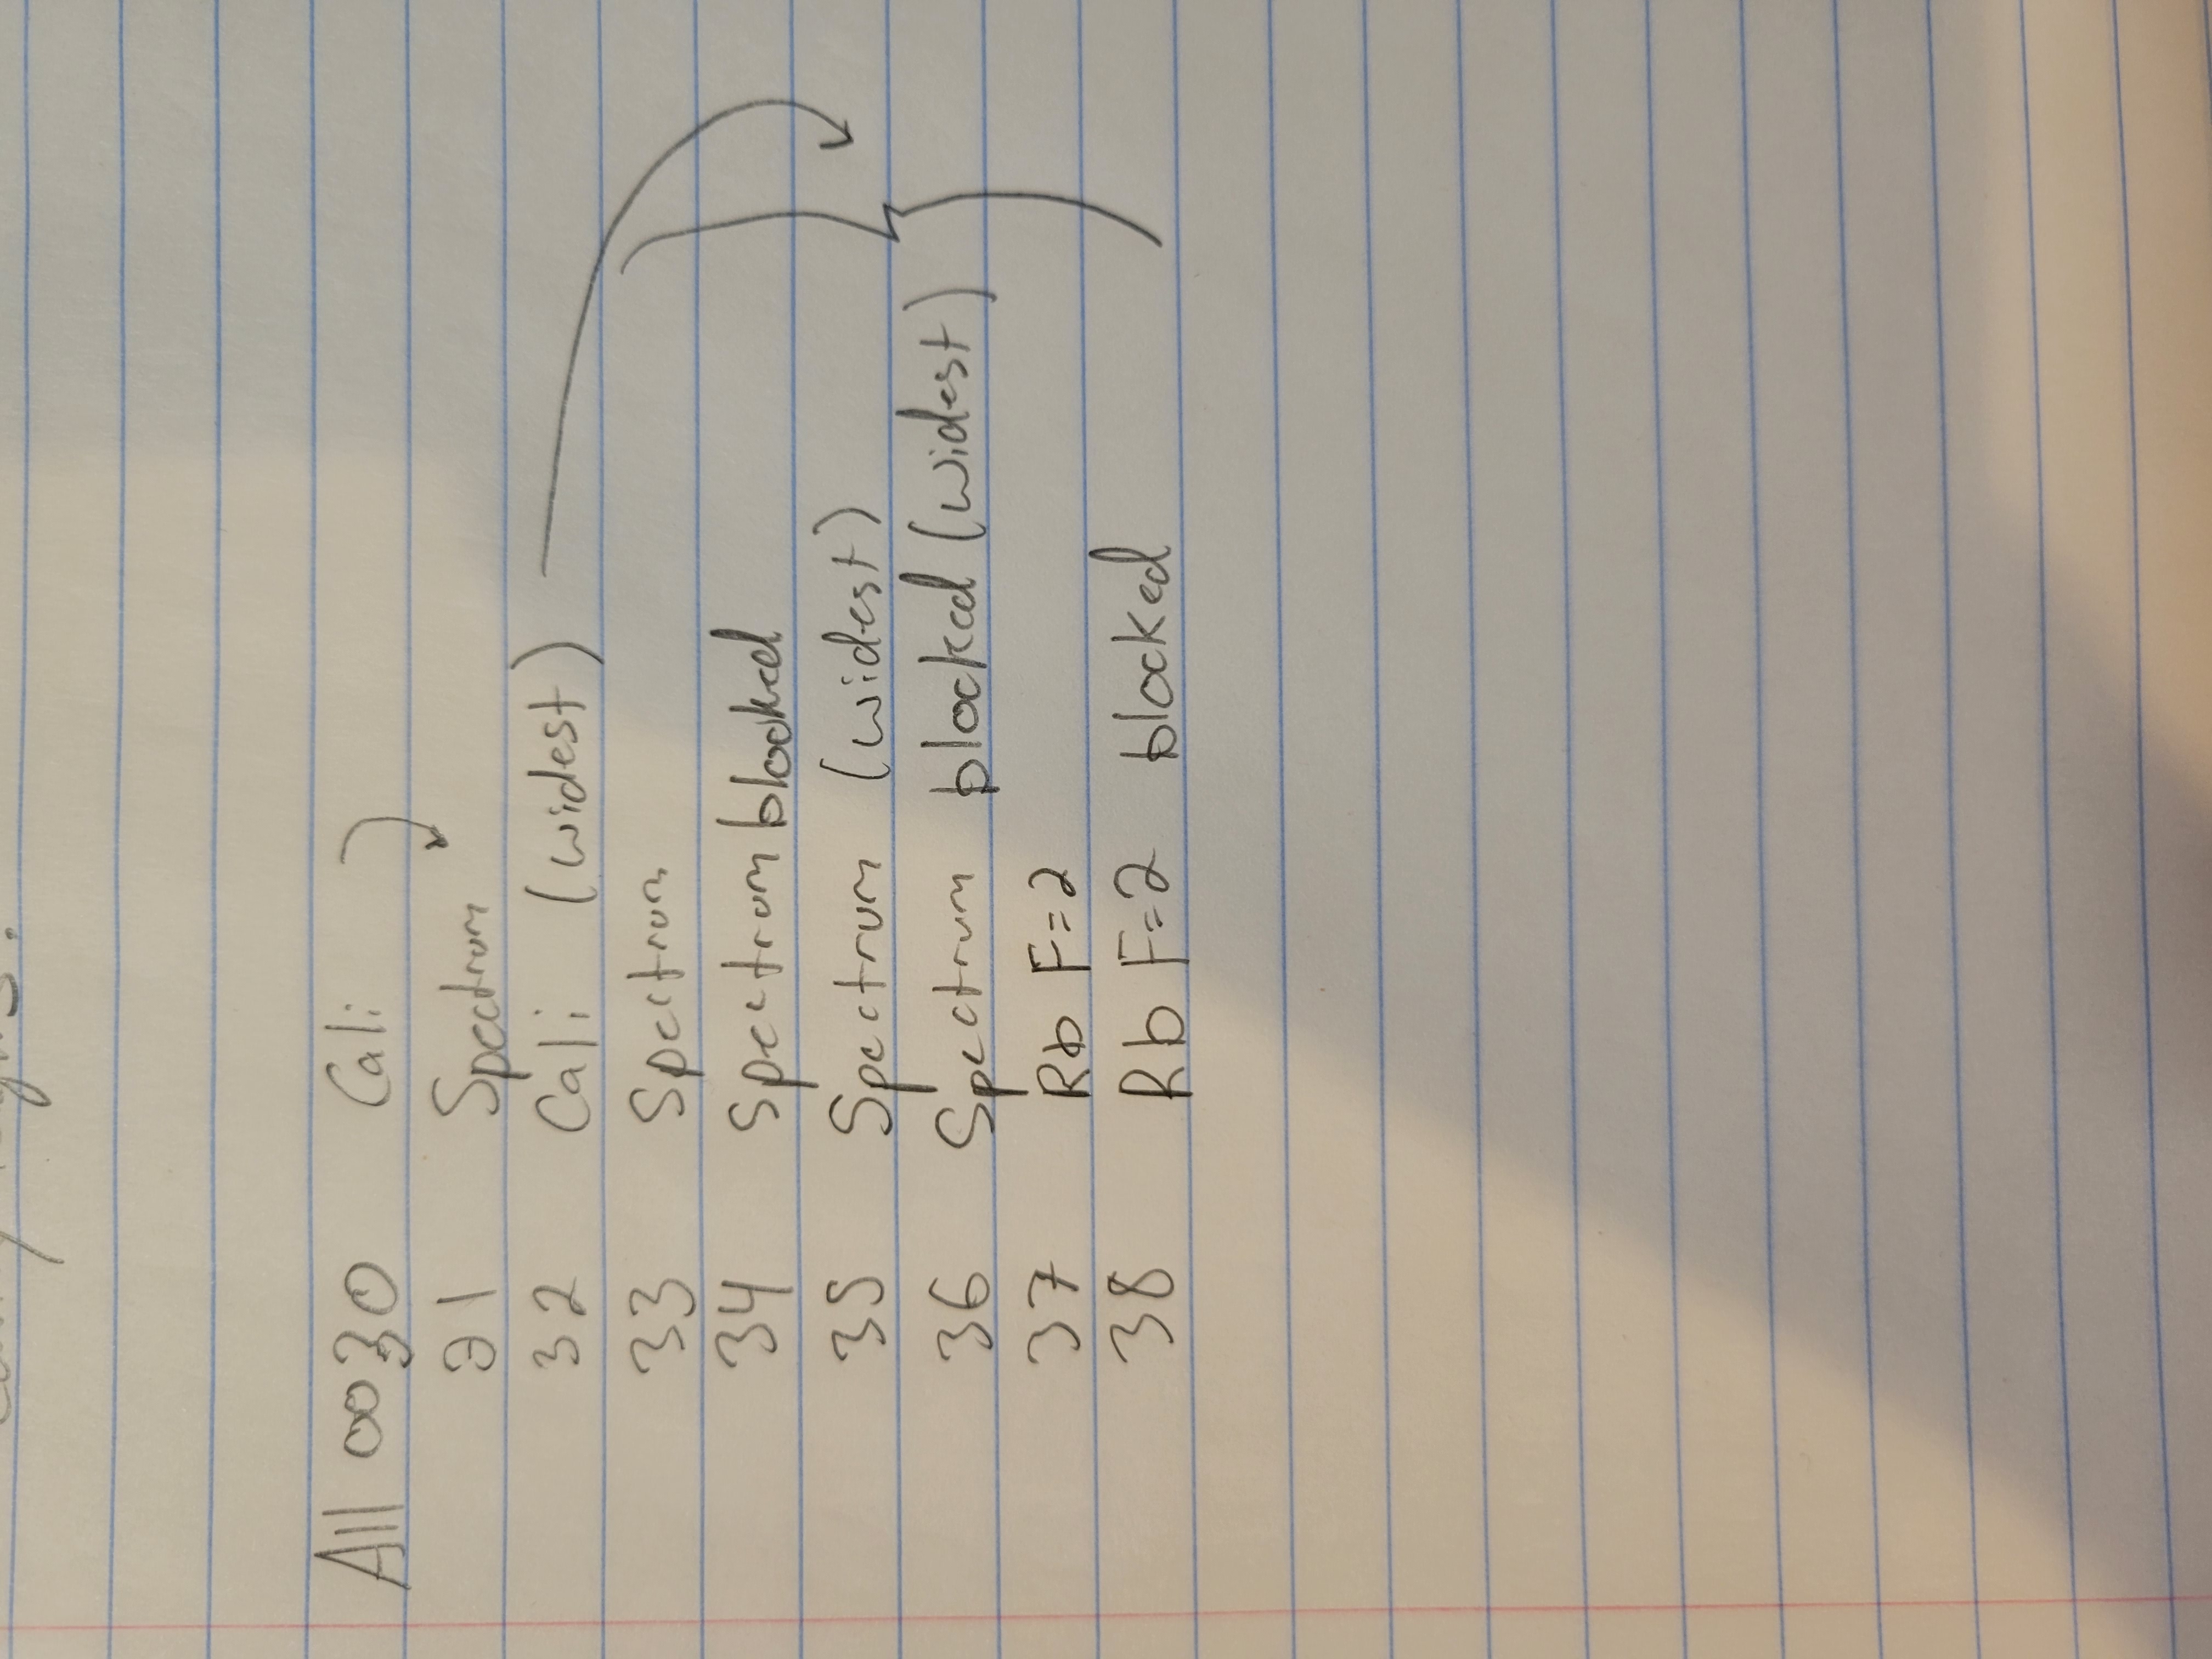 All 0030 Cali
31 Spectrum
32 Cali (widest)
33 Spectrum
34 Spectrum blocked
35 Spectrum (widest)
36 Spectrum blocked (widest)
37 Rb F=2
38 Rb F=2 blocked